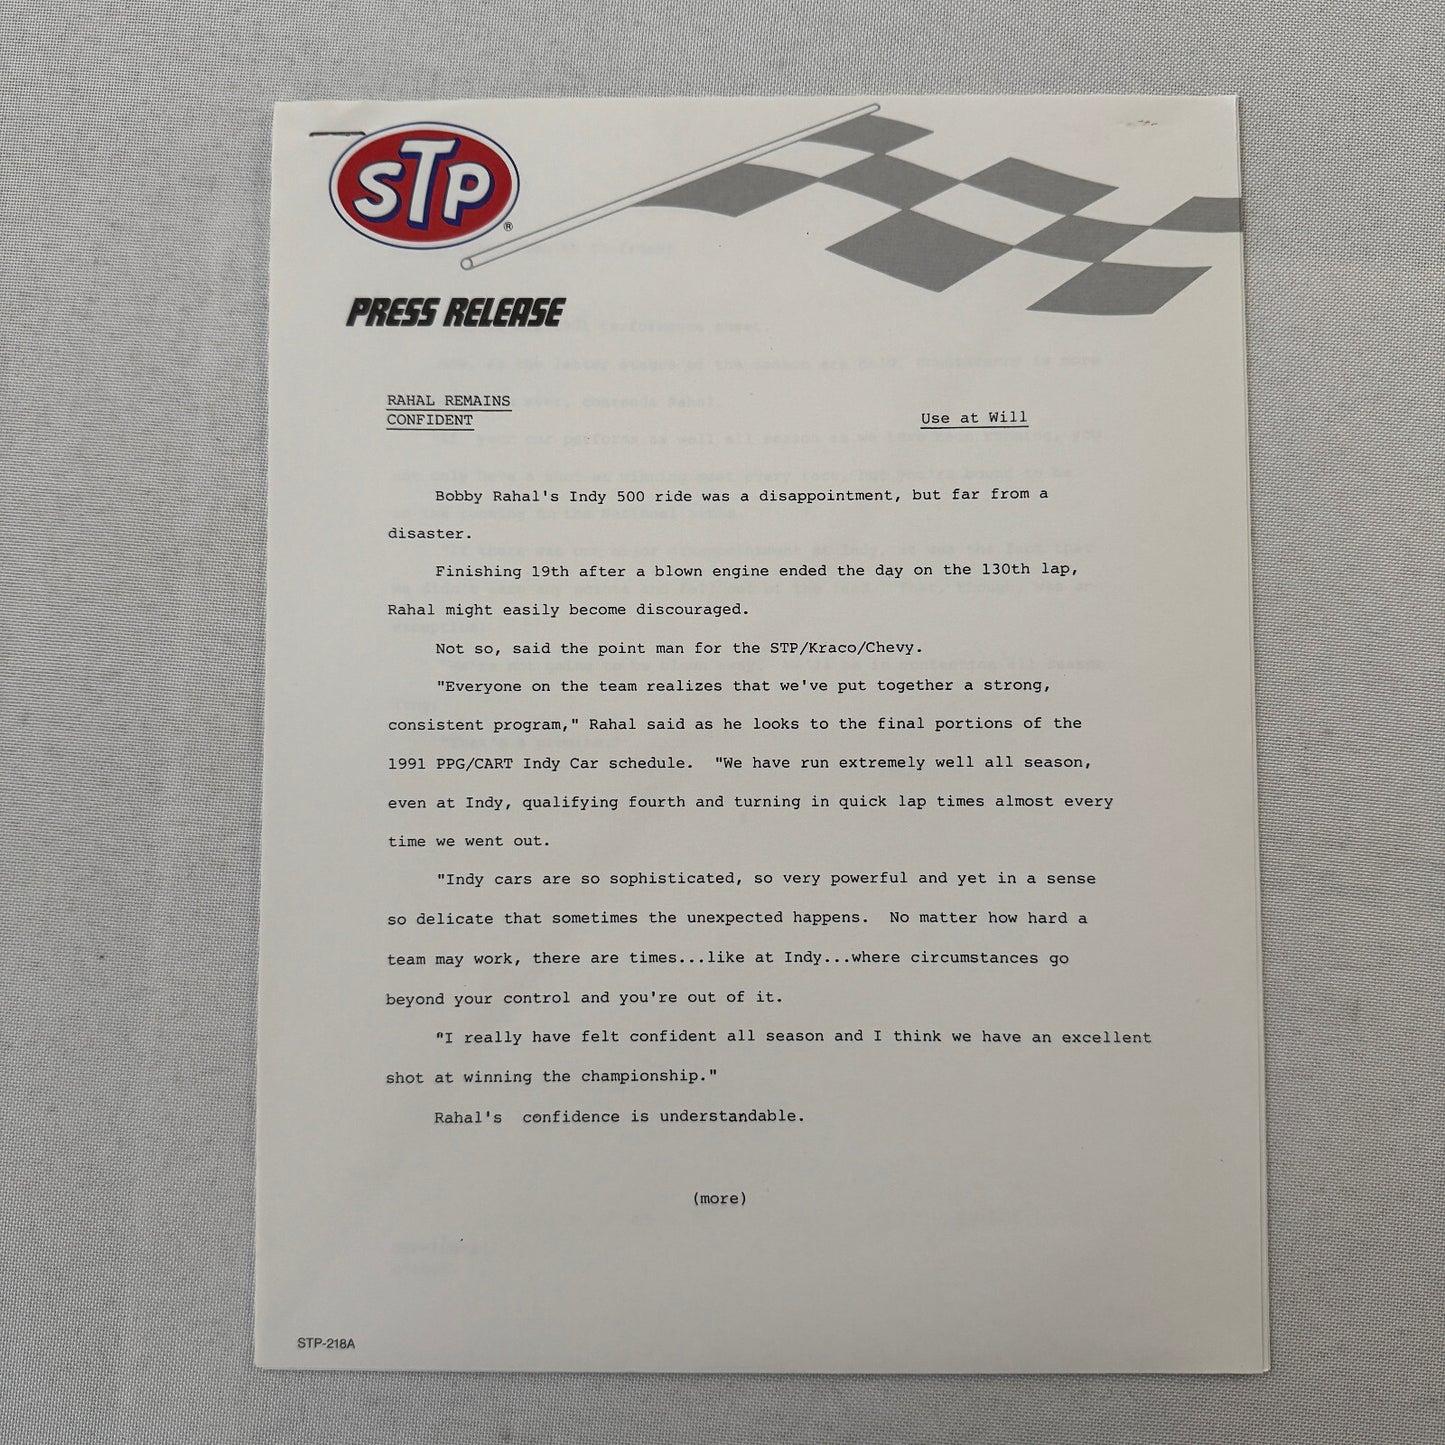 STP
®
PRESS RELEASE
RAHAL REMAINS
CONFIDENT
Use at Will
Bobby Rahal's Indy 500 ride was a disappointment, but far from a
disaster.
Finishing 19th after a blown engine ended the day on the 130th lap,
Rahal might easily become discouraged.
Not so, said the point man for the STP/Kraco/Chevy.
"Everyone on the team realizes that we've put together a strong,
consistent program," Rahal said as he looks to the final portions of the
1991 PPG/CART Indy Car schedule.  "We have run extremely well all season,
even at Indy, qualifying fourth and turning in quick lap times almost every
time we went out.
"Indy cars are so sophisticated, so very powerful and yet in a sense
so delicate that sometimes the unexpected happens.  No matter how hard a
team may work, there are times...like at Indy...where circumstances go
beyond your control and you're out of it.
"I really have felt confident all season and I think we have an excellent
shot at winning the championship."
Rahal's  confidence is understandable.
(more)
STP-218A